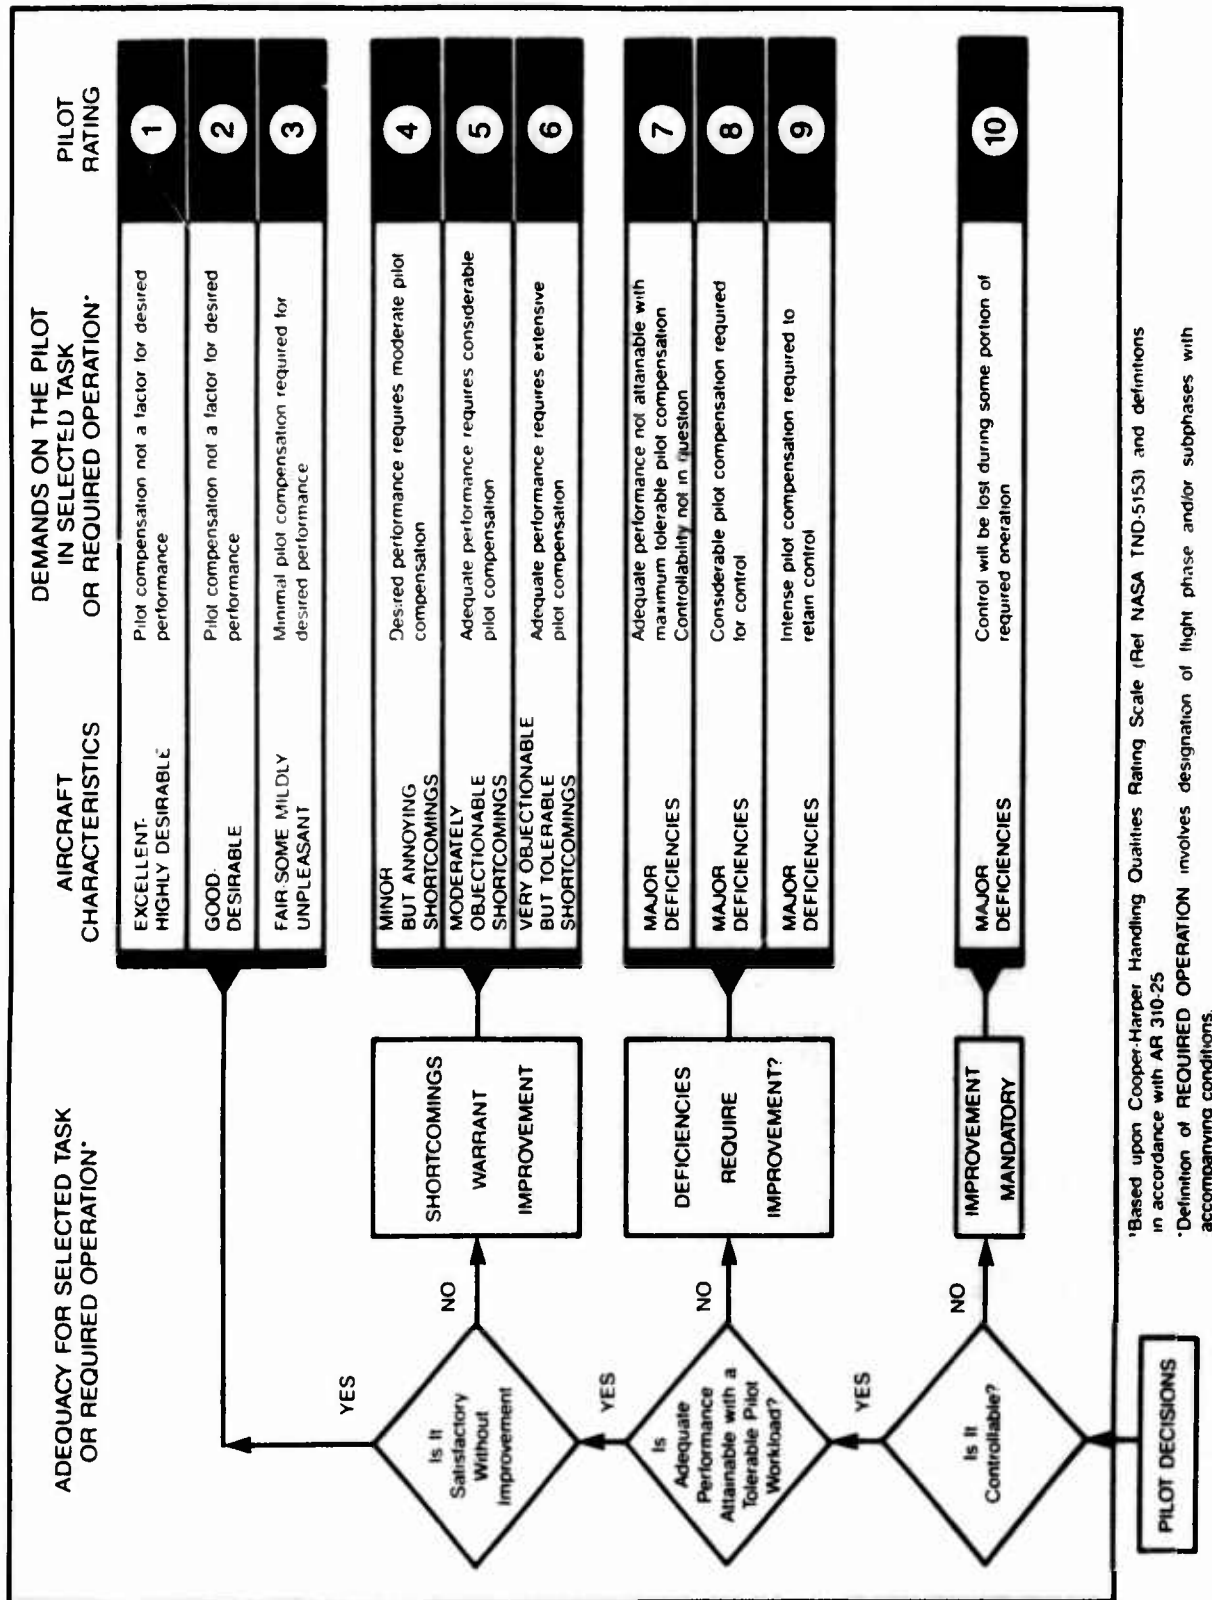 ADEQUACY FOR SELECTED TASK
OR REQUIRED OPERATION*
AIRCRAFT
CHARACTERISTICS
DEMANDS ON THE PILOT
IN SELECTED TASK
OR REQUIRED OPERATION*
PILOT
RATING
EXCELLENT-
HIGHLY DESIRABLE
Pilot compensation not a factor for desired
performance
1
GOOD-
DESIRABLE
Pilot compensation not a factor for desired
performance
2
FAIR-SOME MILDLY
UNPLEASANT
Minimal pilot compensation required for
desired performance
3
YES
Is It
Satisfactory
Without
Improvement
NO
SHORTCOMINGS
WARRANT
IMPROVEMENT
MINOR
BUT ANNOYING
SHORTCOMINGS
Desired performance requires moderate pilot
compensation
4
MODERATELY
OBJECTIONABLE
SHORTCOMINGS
Adequate performance requires considerable
pilot compensation
5
VERY OBJECTIONABLE
BUT TOLERABLE
SHORTCOMINGS
Adequate performance requires extensive
pilot compensation
6
YES
Is
Adequate
Performance
Attainable with a
Tolerable Pilot
Workload?
NO
DEFICIENCIES
REQUIRE
IMPROVEMENT?
MAJOR
DEFICIENCIES
Adequate performance not attainable with
maximum tolerable pilot compensation
Controllability not in question
7
MAJOR
DEFICIENCIES
Considerable pilot compensation required
for control
8
MAJOR
DEFICIENCIES
Intense pilot compensation required to
retain control
9
YES
Is It
Controllable?
NO
IMPROVEMENT
MANDATORY
MAJOR
DEFICIENCIES
Control will be lost during some portion of
required operation
10
PILOT DECISIONS
'Based upon Cooper-Harper Handling Qualities Rating Scale (Ref NASA TND-5153) and definitions
in accordance with AR 310-25
*Definition of REQUIRED OPERATION involves designation of flight phase and/or subphases with
accompanying conditions.